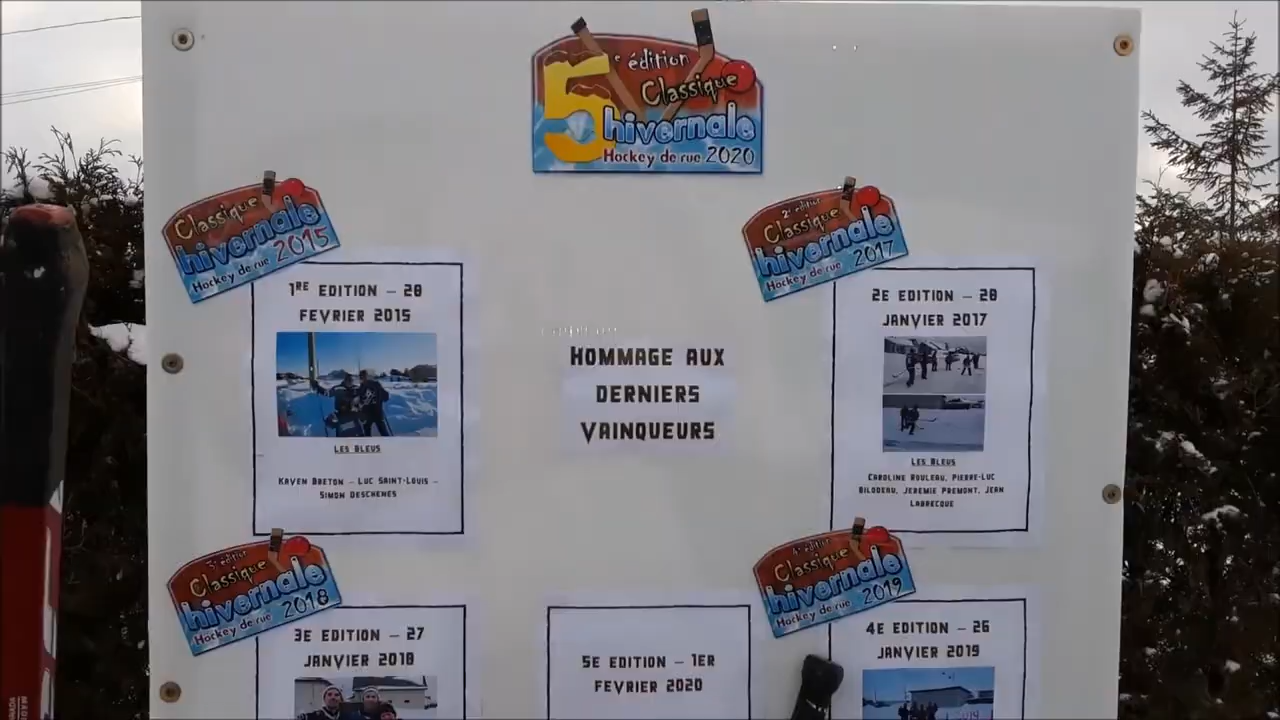 5e édition
Classique
hivernale
Hockey de rue 2020
Classique
hivernale
Hockey de rue 2015
1RE EDITION - 28
FEVRIER 2015
LES BLEUS
KAVEN BRETON - LUC SAINT-LOUIS -
SIMON DESCHENES
HOMMAGE AUX
DERNIERS
VAINQUEURS
2e édition
Classique
hivernale
Hockey de rue 2017
2E EDITION - 28
JANVIER 2017
LES BLEUS
CAROLINE ROULEAU, PIERRE-LUC
BILODEAU, JEREMIE PREMONT, JEAN
LABRECQUE
3e édition
Classique
hivernale
Hockey de rue 2018
3E EDITION - 27
JANVIER 2018
5E EDITION - 1ER
FEVRIER 2020
4e édition
Classique
hivernale
Hockey de rue 2019
4E EDITION - 26
JANVIER 2019